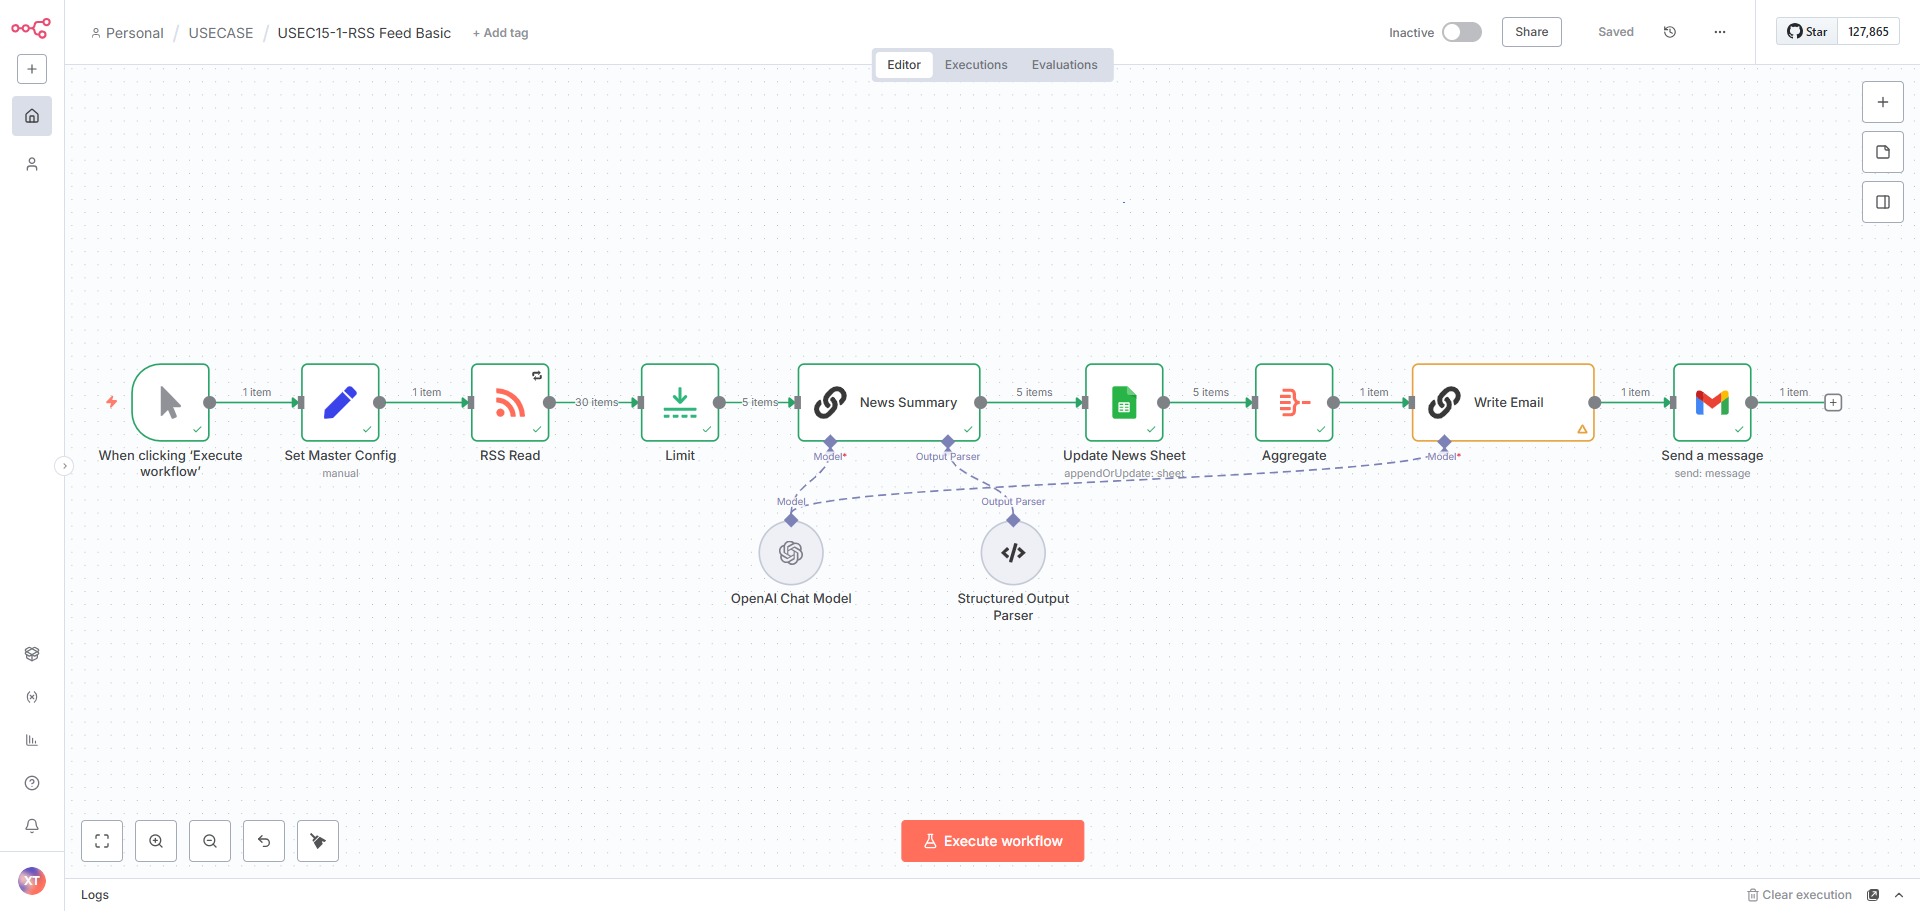 Personal / USECASE / USEC15-1-RSS Feed Basic + Add tag
Inactive
Share
Saved
Star 127,865
Editor Executions Evaluations
1 item
1 item
30 items
5 items
5 items
5 items
1 item
1 item
1 item
News Summary
Write Email
When clicking ‘Execute
workflow’
Set Master Config
manual
RSS Read
Limit
Model*
Output Parser
Update News Sheet
appendOrUpdate: sheet
Aggregate
Model*
Send a message
send: message
Model
Output Parser
OpenAI Chat Model
Structured Output
Parser
Execute workflow
XT
Logs
Clear execution